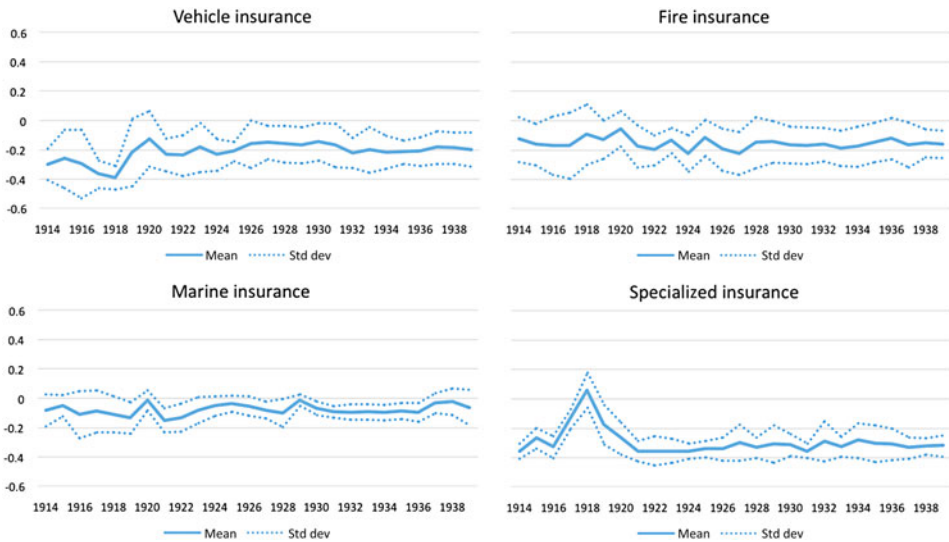 Vehicle insurance
0.6
0.4
0.2
0
-0.2
-0.4
-0.6
1914 1916 1918 1920 1922 1924 1926 1928 1930 1932 1934 1936 1938
Mean Std dev
Fire insurance
1914 1916 1918 1920 1922 1924 1926 1928 1930 1932 1934 1936 1938
Mean Std dev
Marine insurance
0.6
0.4
0.2
0
-0.2
-0.4
-0.6
1914 1916 1918 1920 1922 1924 1926 1928 1930 1932 1934 1936 1938
Mean Std dev
Specialized insurance
1914 1916 1918 1920 1922 1924 1926 1928 1930 1932 1934 1936 1938
Mean Std dev